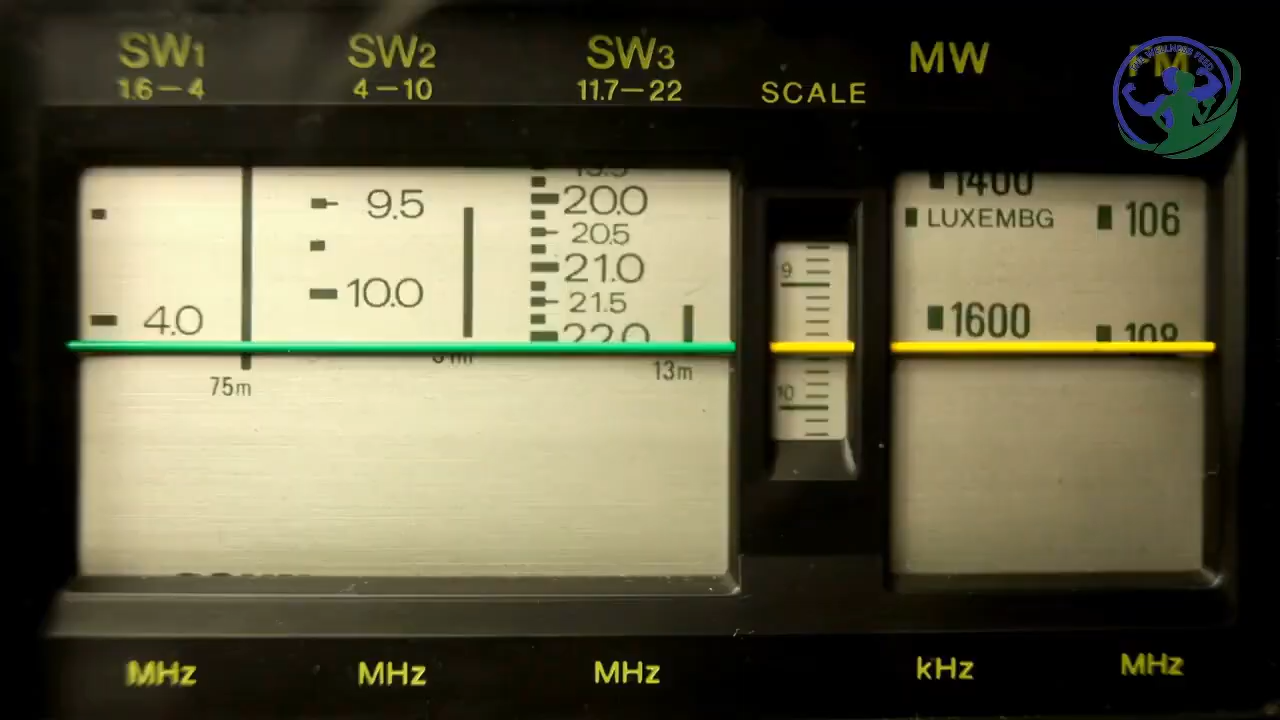 SW1 SW2 SW3 MW
1.6–4 4–10 11.7–22 SCALE
WELLNESS FEED
1400
9.5 20.0 LUXEMBG 106
20.5
21.0 9
10.0 21.5
4.0 22.0 1600 108
75m 13m
10
MHz MHz MHz kHz MHz